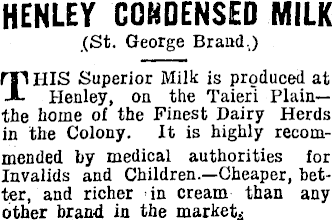 HENLEY CONDENSED MILK
(St. George Brand.)
THIS Superior Milk is produced at
Henley, on the Taieri Plain—
the home of the Finest Dairy Herds
in the Colony. It is highly recom-
mended by medical authorities for
Invalids and Children.—Cheaper, bet-
ter, and richer in cream than any
other brand in the market.